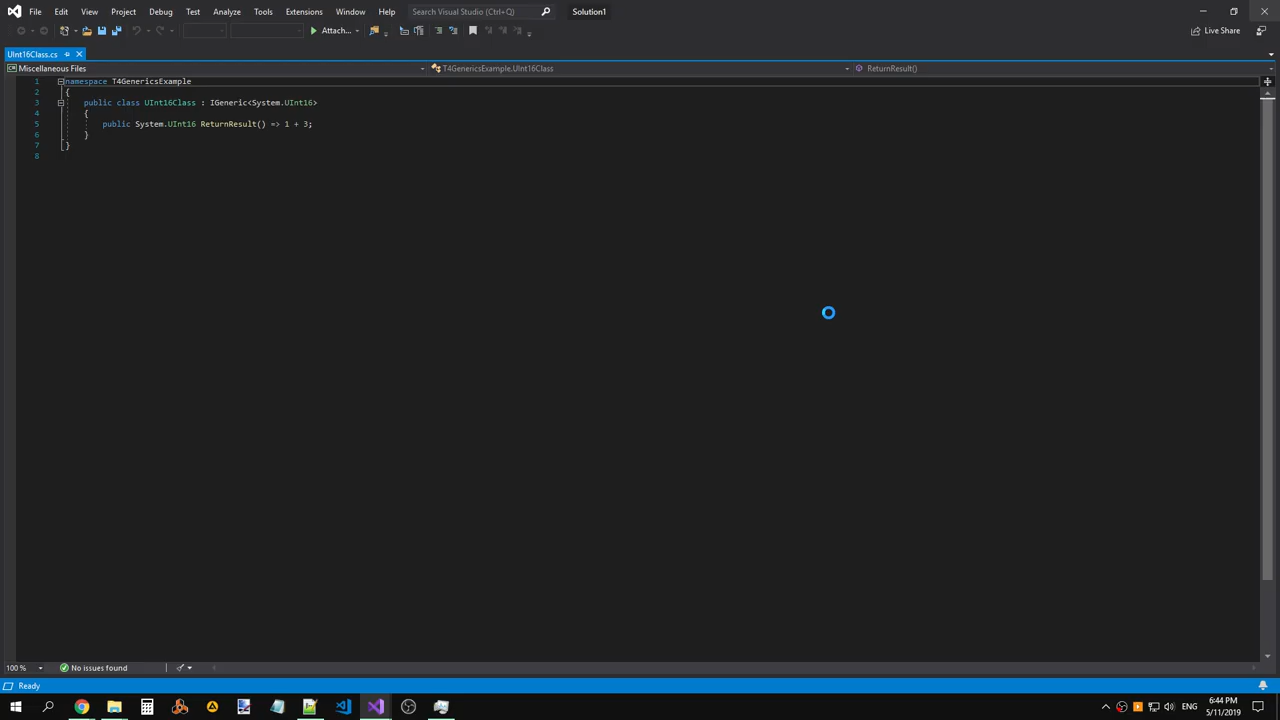 File Edit View Project Debug Test Analyze Tools Extensions Window Help Search Visual Studio (Ctrl+Q) Solution1
Attach... Live Share
UInt16Class.cs
Miscellaneous Files T4GenericsExample.UInt16Class ReturnResult()
1 namespace T4GenericsExample
2 {
3 public class UInt16Class : IGeneric<System.UInt16>
4 {
5 public System.UInt16 ReturnResult() => 1 + 3;
6 }
7 }
8
100 % No issues found
Ready
6:44 PM
ENG
5/11/2019